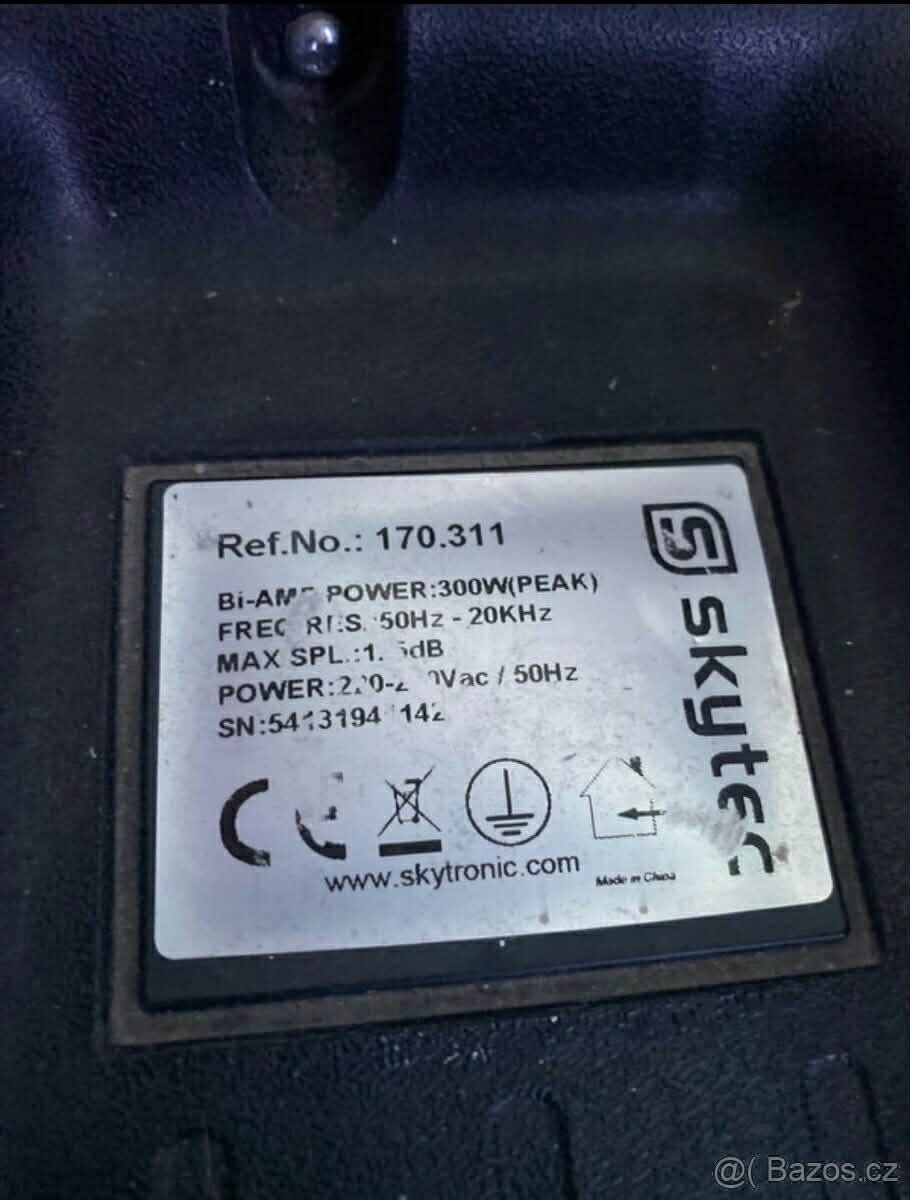 Ref.No.: 170.311
POWER:300W(PEAK)
50Hz - 20KHz
MAX SPL.:
POWER: / 50Hz
www.skytronic.com
Made in China
skytec
@( Bazos.cz